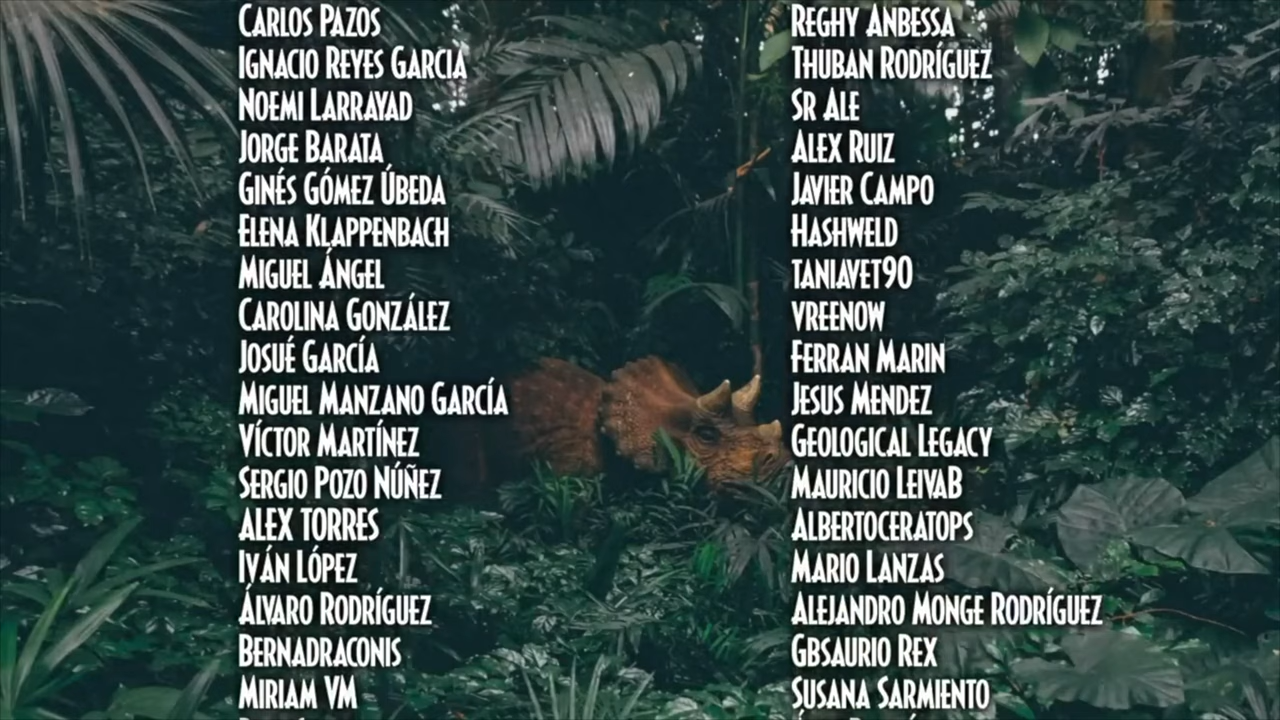 Carlos Pazos
Ignacio Reyes Garcia
Noemi Larrayad
Jorge Barata
Ginés Gómez Úbeda
Elena Klappenbach
Miguel Ángel
Carolina González
Josué García
Miguel Manzano García
Víctor Martínez
Sergio Pozo Núñez
ALEX TORRES
Iván López
Álvaro Rodríguez
Bernadraconis
Miriam VM
Reghy Anbessa
Thuban Rodríguez
Sr Ale
Alex Ruiz
Javier Campo
Hashweld
taniavet90
vreenow
Ferran Marin
Jesus Mendez
Geological Legacy
Mauricio LeivaB
Albertoceratops
Mario Lanzas
Alejandro Monge Rodríguez
Gbsaurio Rex
Susana Sarmiento